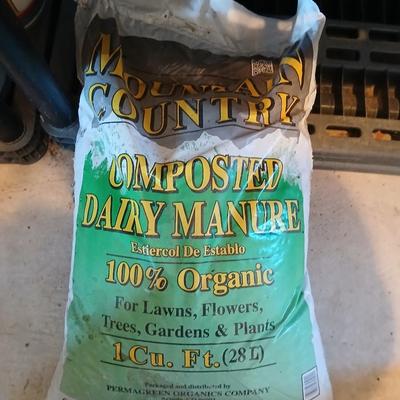 MOUNTAIN
COUNTRY
COMPOSTED
DAIRY MANURE
Estiercol De Establo
100% Organic
For Lawns, Flowers,
Trees, Gardens & Plants
1 Cu. Ft. (28 L)
Packaged and distributed by
PERMAGREEN ORGANICS COMPANY